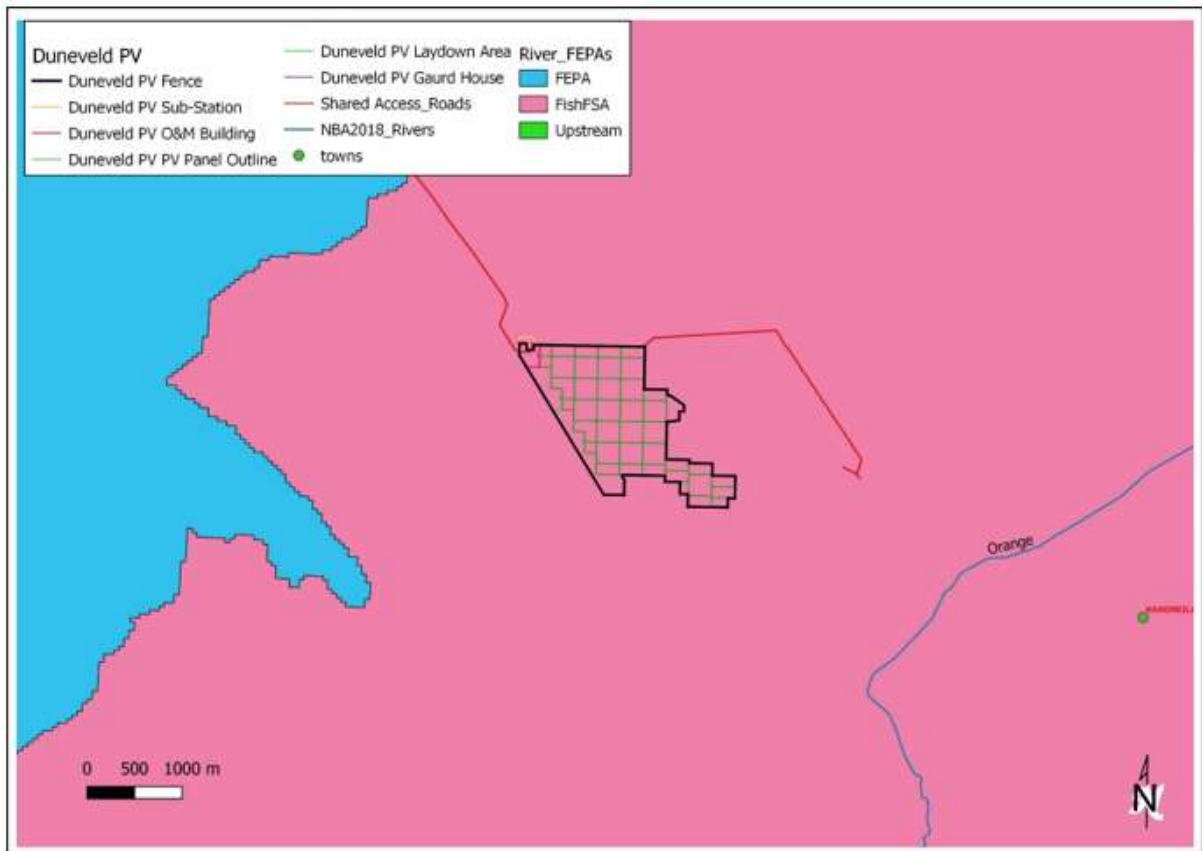 Duneveld PV
Duneveld PV Fence
Duneveld PV Sub-Station
Duneveld PV O&M Building
Duneveld PV PV Panel Outline
Duneveld PV Laydown Area
Duneveld PV Gaurd House
Shared Access_Roads
NBA2018_Rivers
towns
River_FEPAs
FEPA
FishFSA
Upstream
Orange
0 500 1000 m
N